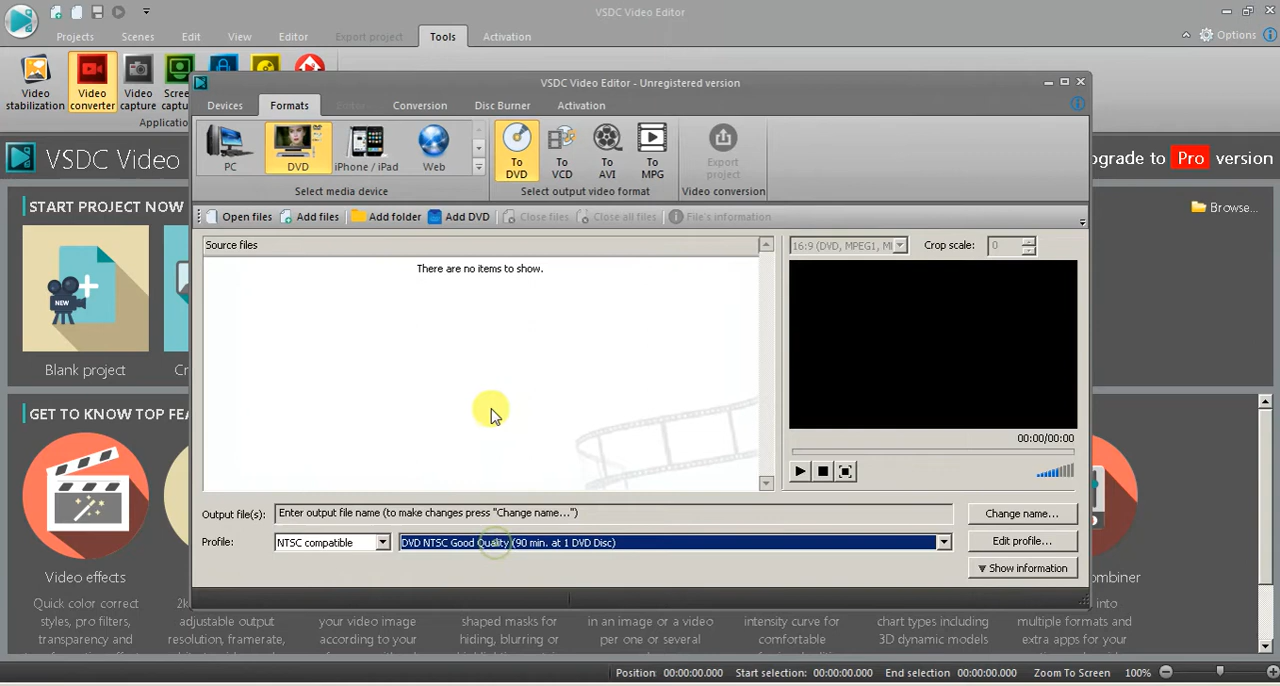 VSDC Video Editor
Projects Scenes Edit View Editor Export project Tools Activation Options
Video stabilization
Video converter
Video capture
VSDC Video Editor - Unregistered version
Devices Formats Editor Conversion Disc Burner Activation
PC DVD iPhone / iPad Web
To DVD
To VCD
To AVI
To MPG
Export project
Select media device Select output video format Video conversion
VSDC Video
Pro version
Open files Add files Add folder Add DVD Close files Close all files File's information
START PROJECT NOW
Browse...
Source files
16:9 (DVD, MPEG1, M
Crop scale: 0
There are no items to show.
NEW
Blank project
GET TO KNOW TOP FEA
00:00/00:00
Output file(s): Enter output file name (to make changes press "Change name...") Change name...
Profile: NTSC compatible DVD NTSC Good Quality (90 min. at 1 DVD Disc) Edit profile...
Show information
Video effects
Quick color correct
styles, pro filters,
transparency and
adjustable output
resolution, framerate,
your video image
according to your
shaped masks for
hiding, blurring or
in an image or a video
per one or several
intensity curve for
comfortable
chart types including
3D dynamic models
multiple formats and
extra apps for your
Position: 00:00:00.000 Start selection: 00:00:00.000 End selection: 00:00:00.000 Zoom To Screen 100%